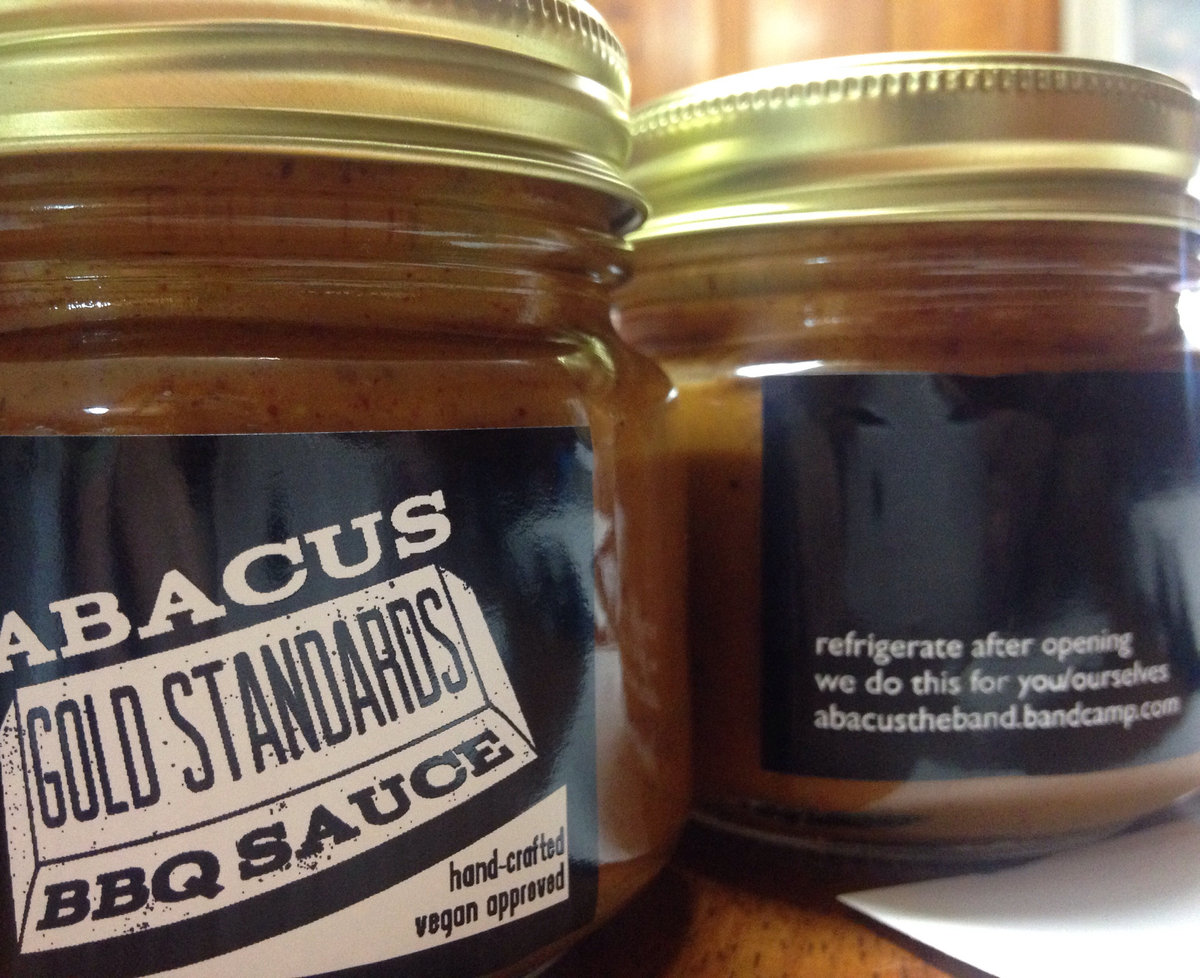 ABACUS
GOLD STANDARDS
BBQ SAUCE
hand-crafted
vegan approved
refrigerate after opening
we do this for you/ourselves
abacustheband.bandcamp.com